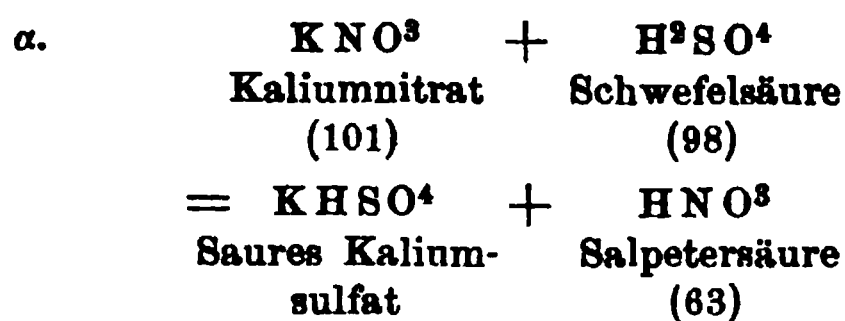 α. KNO³ + H²SO⁴
Kaliumnitrat Schwefelsäure
(101) (98)
= KHSO⁴ + HNO³
Saures Kalium- Salpetersäure
sulfat (63)